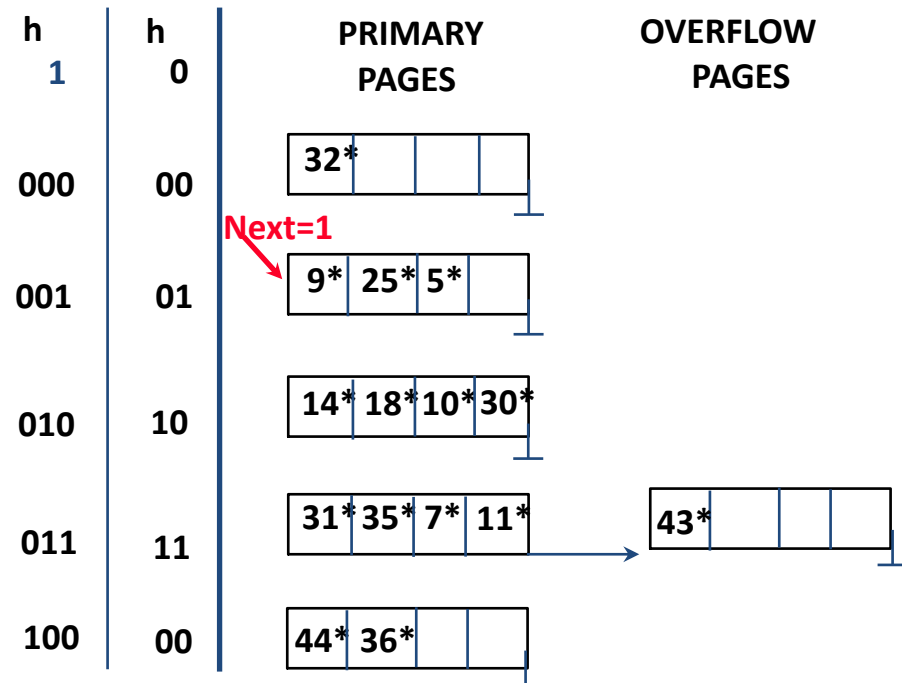 h h PRIMARY PAGES OVERFLOW PAGES
1 0
000 00 32*
Next=1
001 01 9* 25* 5*
010 10 14* 18* 10* 30*
011 11 31* 35* 7* 11* 43*
100 00 44* 36*